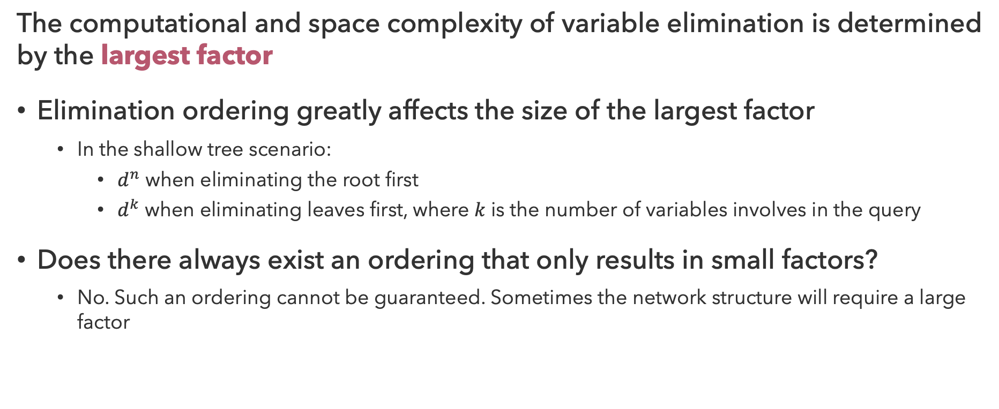 The computational and space complexity of variable elimination is determined
by the largest factor
• Elimination ordering greatly affects the size of the largest factor
• In the shallow tree scenario:
• dⁿ when eliminating the root first
• dᵏ when eliminating leaves first, where k is the number of variables involves in the query
• Does there always exist an ordering that only results in small factors?
• No. Such an ordering cannot be guaranteed. Sometimes the network structure will require a large
factor